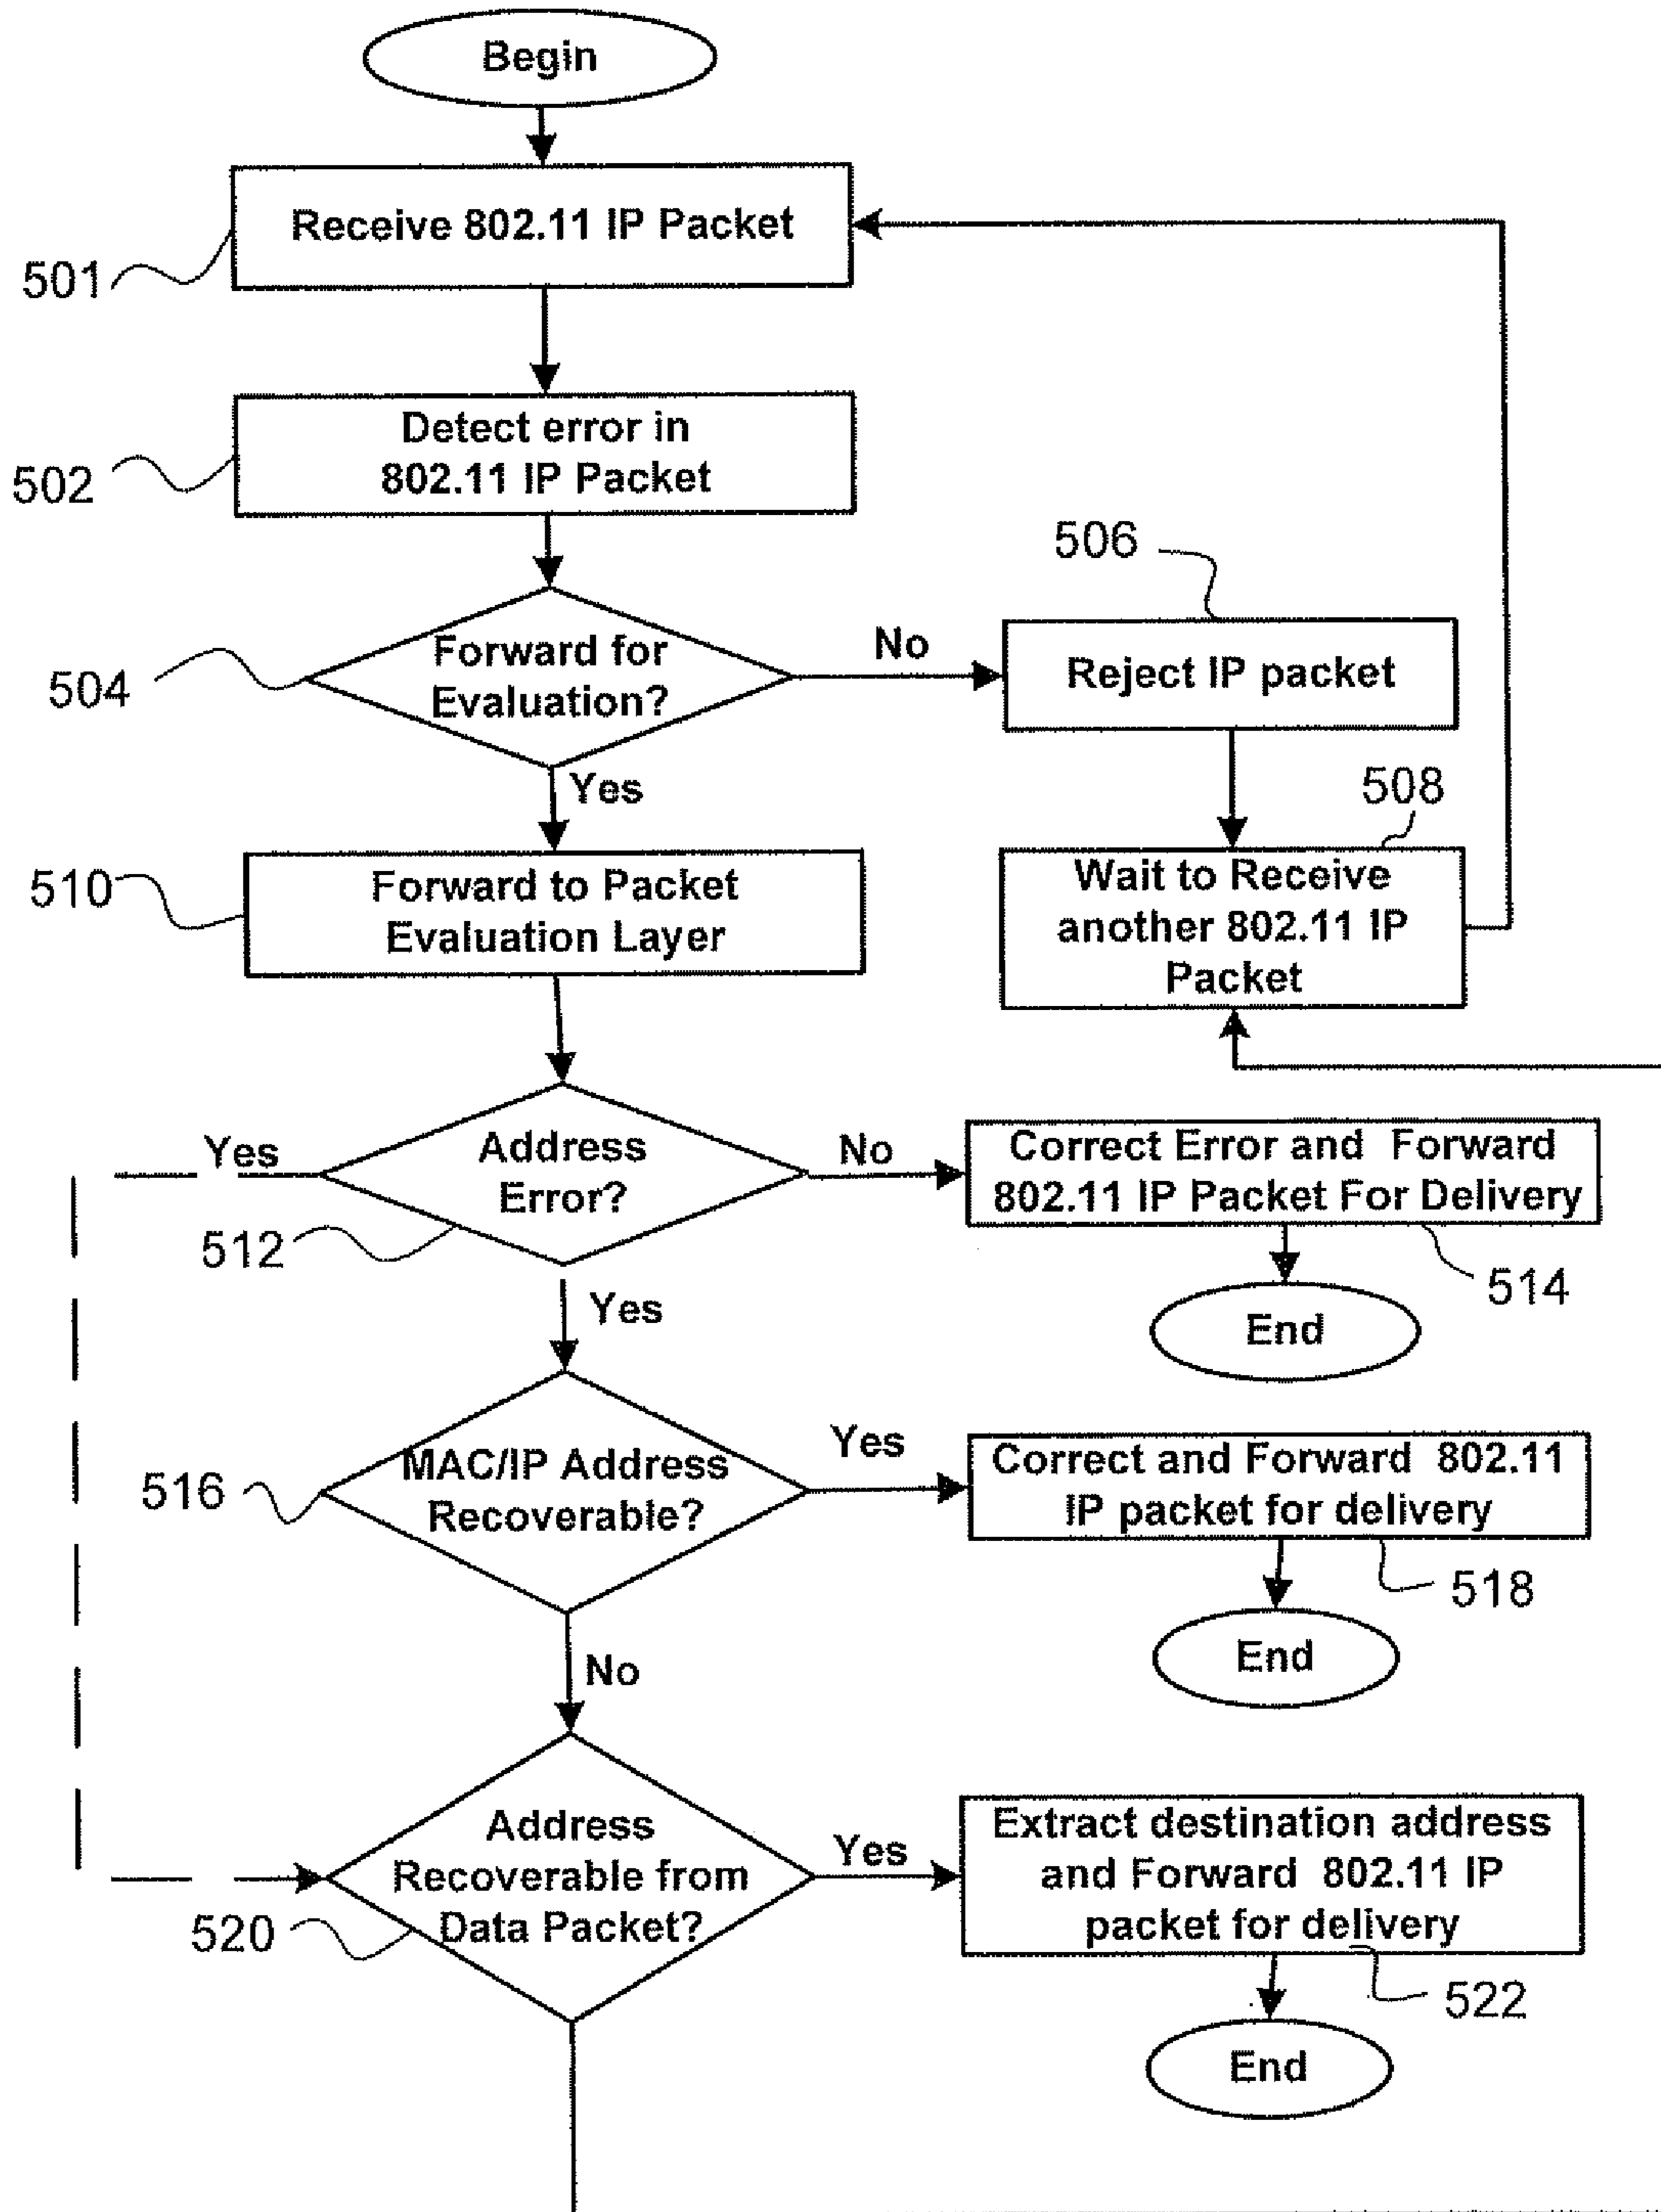 Begin
Receive 802.11 IP Packet
501
Detect error in
802.11 IP Packet
502
506
Forward for
Evaluation?
504
No
Reject IP packet
Yes
508
510
Forward to Packet
Evaluation Layer
Wait to Receive
another 802.11 IP
Packet
Yes
Address
Error?
512
No
Correct Error and Forward
802.11 IP Packet For Delivery
514
End
Yes
MAC/IP Address
Recoverable?
516
Yes
Correct and Forward 802.11
IP packet for delivery
518
End
No
Address
Recoverable from
Data Packet?
520
Yes
Extract destination address
and Forward 802.11 IP
packet for delivery
522
End